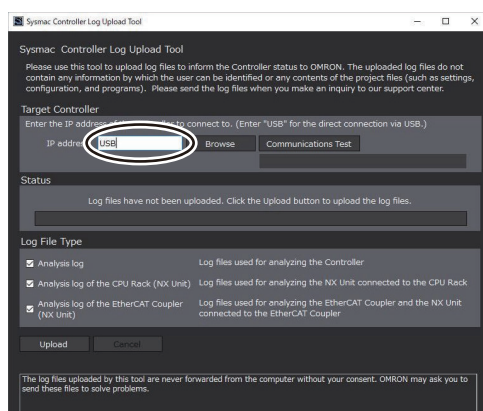 Sysmac Controller Log Upload Tool
Sysmac Controller Log Upload Tool
Please use this tool to upload log files to inform the Controller status to OMRON. The uploaded log files do not
contain any information by which the user can be identified or any contents of the project files (such as settings,
configuration, and programs). Please send the log files when you make an inquiry to our support center.
Target Controller
Enter the IP address of the to connect to. (Enter "USB" for the direct connection via USB.)
IP address USB Browse Communications Test
Status
Log files have not been uploaded. Click the Upload button to upload the log files.
Log File Type
Analysis log Log files used for analyzing the Controller
Analysis log of the CPU Rack (NX Unit) Log files used for analyzing the NX Unit connected to the CPU Rack
Analysis log of the EtherCAT Coupler Log files used for analyzing the EtherCAT Coupler and the NX Unit
(NX Unit) connected to the EtherCAT Coupler
Upload Cancel
The log files uploaded by this tool are never forwarded from the computer without your consent. OMRON may ask you to
send these files to solve problems.